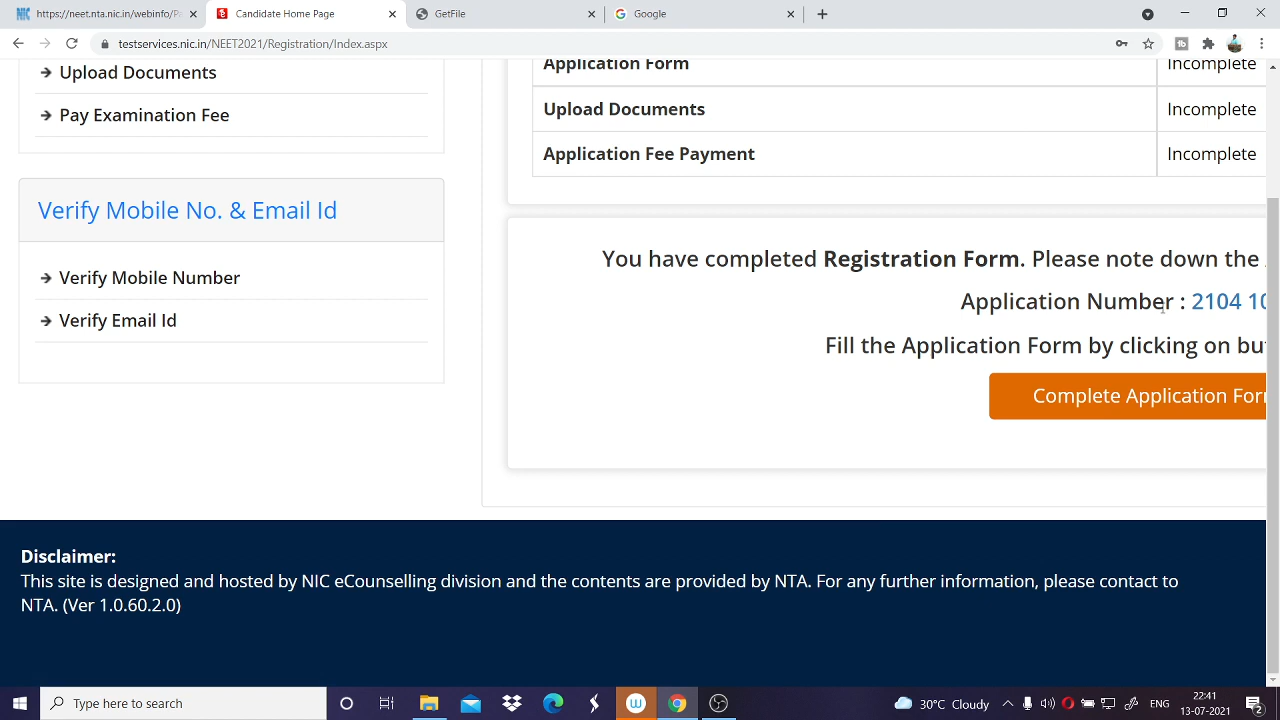 https://neet.nta.nic.in/webinfo/P
Candidate Home Page
GetFile
Google
testservices.nic.in/NEET2021/Registration/Index.aspx
Upload Documents
Pay Examination Fee
Verify Mobile No. & Email Id
Verify Mobile Number
Verify Email Id
Application Form Incomplete
Upload Documents Incomplete
Application Fee Payment Incomplete
You have completed Registration Form. Please note down the
Application Number : 2104 10
Fill the Application Form by clicking on bu
Complete Application For
Disclaimer:
This site is designed and hosted by NIC eCounselling division and the contents are provided by NTA. For any further information, please contact to
NTA. (Ver 1.0.60.2.0)
Type here to search
30°C Cloudy
ENG
22:41
13-07-2021
2